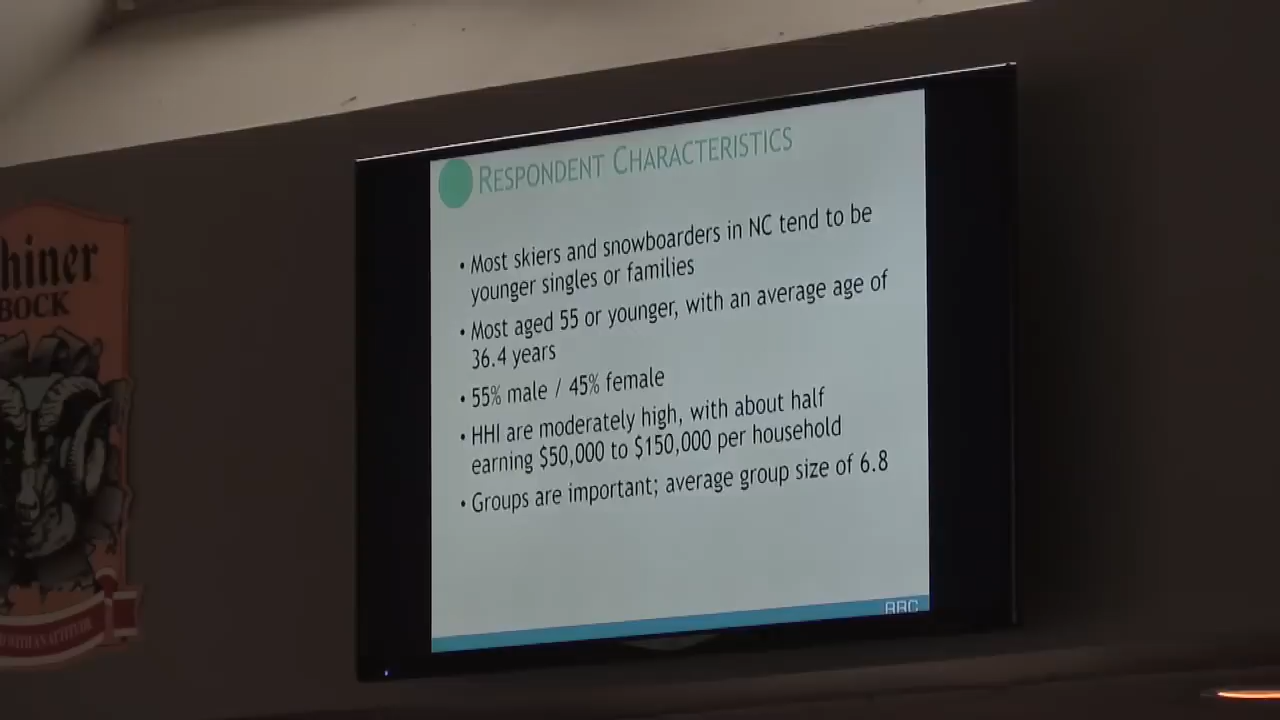 RESPONDENT CHARACTERISTICS
• Most skiers and snowboarders in NC tend to be
younger singles or families
• Most aged 55 or younger, with an average age of
36.4 years
• 55% male / 45% female
• HHI are moderately high, with about half
earning $50,000 to $150,000 per household
• Groups are important; average group size of 6.8
RRC
hiner
BOCK